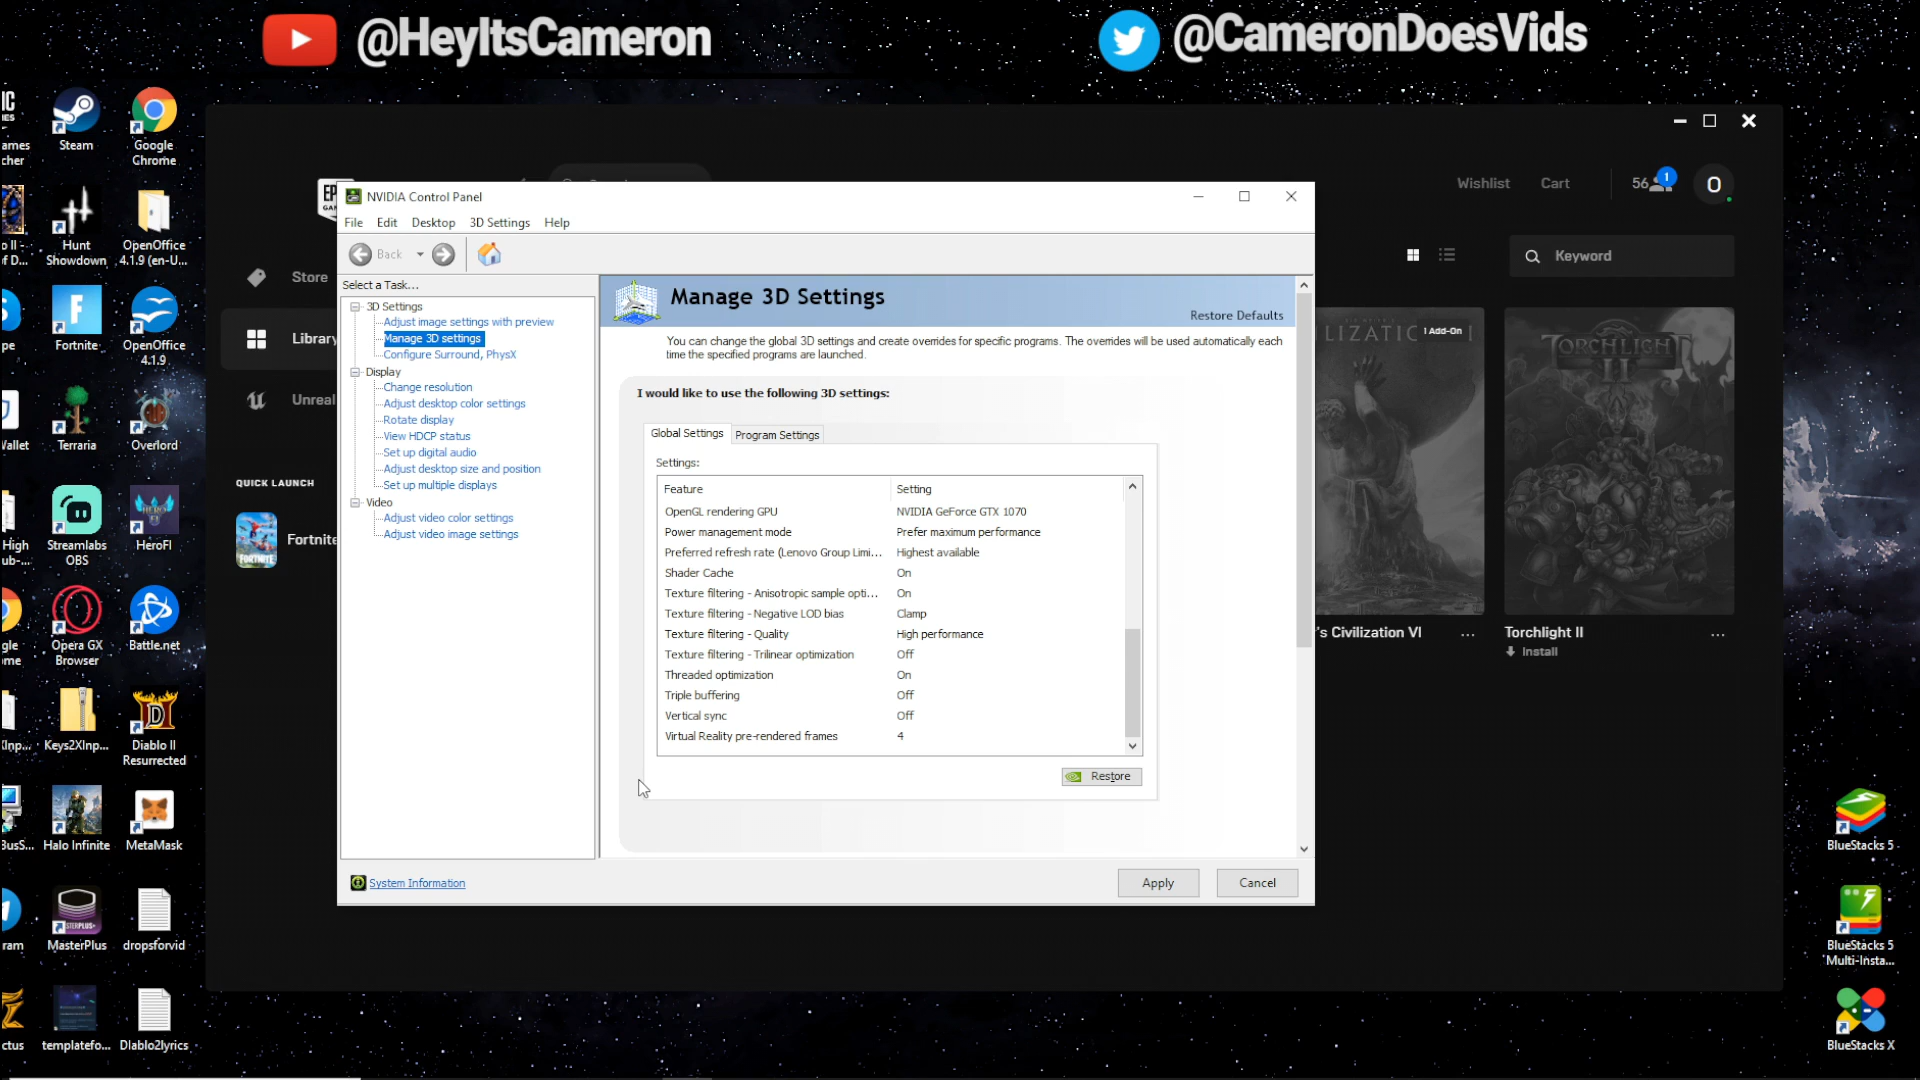 @HeyItsCameron
@CameronDoesVids
Steam
Google
Chrome
Hunt
Showdown
OpenOffice
4.1.9 (en-U...
Fortnite
OpenOffice
4.1.9
Terraria
Overlord
Streamlabs
OBS
HeroFI
Opera GX
Browser
Battle.net
Keys2XInp...
Diablo II
Resurrected
Halo Infinite
MetaMask
MasterPlus
dropsforvid
templatefo...
Diablo2lyrics
Store
Library
Unreal
QUICK LAUNCH
Fortnite
NVIDIA Control Panel
File Edit Desktop 3D Settings Help
Back
Select a Task...
3D Settings
Adjust image settings with preview
Manage 3D settings
Configure Surround, PhysX
Display
Change resolution
Adjust desktop color settings
Rotate display
View HDCP status
Set up digital audio
Adjust desktop size and position
Set up multiple displays
Video
Adjust video color settings
Adjust video image settings
System Information
Manage 3D Settings
Restore Defaults
You can change the global 3D settings and create overrides for specific programs. The overrides will be used automatically each
time the specified programs are launched.
I would like to use the following 3D settings:
Global Settings Program Settings
Settings:
Feature Setting
OpenGL rendering GPU NVIDIA GeForce GTX 1070
Power management mode Prefer maximum performance
Preferred refresh rate (Lenovo Group Limi... Highest available
Shader Cache On
Texture filtering - Anisotropic sample opti... On
Texture filtering - Negative LOD bias Clamp
Texture filtering - Quality High performance
Texture filtering - Trilinear optimization Off
Threaded optimization On
Triple buffering Off
Vertical sync Off
Virtual Reality pre-rendered frames 4
Restore
Apply Cancel
Wishlist Cart 56 1 O
Keyword
1 Add-On
TORCHLIGHT
II
's Civilization VI ...
Torchlight II ...
Install
BlueStacks 5
BlueStacks 5
Multi-Insta...
BlueStacks X